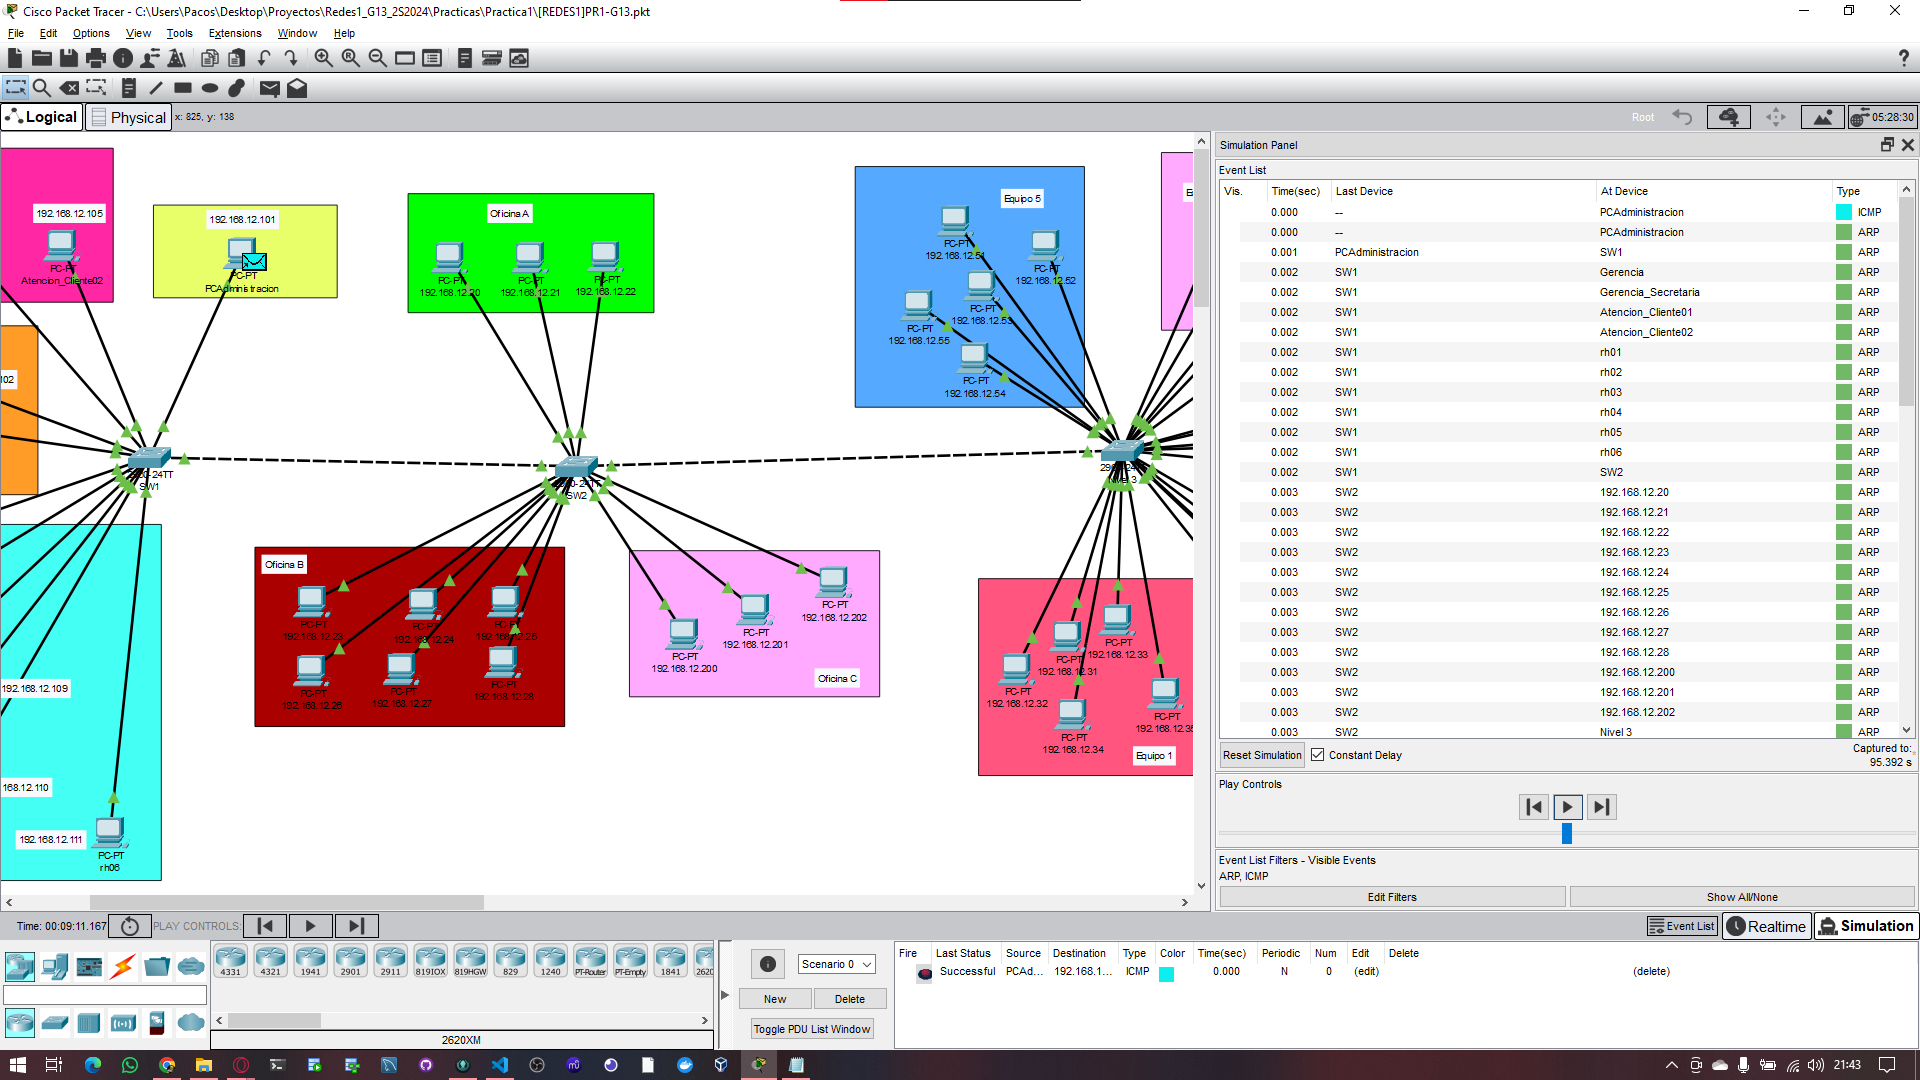 Cisco Packet Tracer - C:\Users\Pacos\Desktop\Proyectos\Redes1_G13_2S2024\Practicas\Practica1\[REDES1]PR1-G13.pkt
File Edit Options View Tools Extensions Window Help
Logical Physical x: 825, y: 138 Root 05:28:30
192.168.12.105
PC-PT
Atencion_Cliente02
192.168.12.101
PC-PT
PCAdministracion
Oficina A
PC-PT
192.168.12.20
PC-PT
192.168.12.21
PC-PT
192.168.12.22
Equipo 5
PC-PT
192.168.12.51
PC-PT
192.168.12.52
PC-PT
192.168.12.53
PC-PT
192.168.12.55
PC-PT
192.168.12.54
SW1
SW2
Nivel 3
Oficina B
PC-PT
192.168.12.23
PC-PT
192.168.12.24
PC-PT
PC-PT
PC-PT
192.168.12.27
PC-PT
192.168.12.28
PC-PT
192.168.12.200
PC-PT
192.168.12.201
PC-PT
192.168.12.202
Oficina C
PC-PT
192.168.12.32
PC-PT
192.168.12.31
PC-PT
192.168.12.33
PC-PT
192.168.12.34
PC-PT
Equipo 1
192.168.12.109
168.12.110
192.168.12.111
PC-PT
rh06
Simulation Panel
Event List
Vis. Time(sec) Last Device At Device Type
0.000 -- PCAdministracion ICMP
0.000 -- PCAdministracion ARP
0.001 PCAdministracion SW1 ARP
0.002 SW1 Gerencia ARP
0.002 SW1 Gerencia_Secretaria ARP
0.002 SW1 Atencion_Cliente01 ARP
0.002 SW1 Atencion_Cliente02 ARP
0.002 SW1 rh01 ARP
0.002 SW1 rh02 ARP
0.002 SW1 rh03 ARP
0.002 SW1 rh04 ARP
0.002 SW1 rh05 ARP
0.002 SW1 rh06 ARP
0.002 SW1 SW2 ARP
0.003 SW2 192.168.12.20 ARP
0.003 SW2 192.168.12.21 ARP
0.003 SW2 192.168.12.22 ARP
0.003 SW2 192.168.12.23 ARP
0.003 SW2 192.168.12.24 ARP
0.003 SW2 192.168.12.25 ARP
0.003 SW2 192.168.12.26 ARP
0.003 SW2 192.168.12.27 ARP
0.003 SW2 192.168.12.28 ARP
0.003 SW2 192.168.12.200 ARP
0.003 SW2 192.168.12.201 ARP
0.003 SW2 192.168.12.202 ARP
0.003 SW2 Nivel 3 ARP
Reset Simulation Constant Delay Captured to:
95.392 s
Play Controls
Event List Filters - Visible Events
ARP, ICMP
Edit Filters Show All/None
Time: 00:09:11.167 PLAY CONTROLS: Event List Realtime Simulation
4331 4321 1941 2901 2911 819IOX 819HGW 829 1240 PT-Router PT-Empty 1841 2620
2620XM
Scenario 0
New Delete
Toggle PDU List Window
Fire Last Status Source Destination Type Color Time(sec) Periodic Num Edit Delete
Successful PCAd... 192.168.1... ICMP 0.000 N 0 (edit) (delete)
21:43